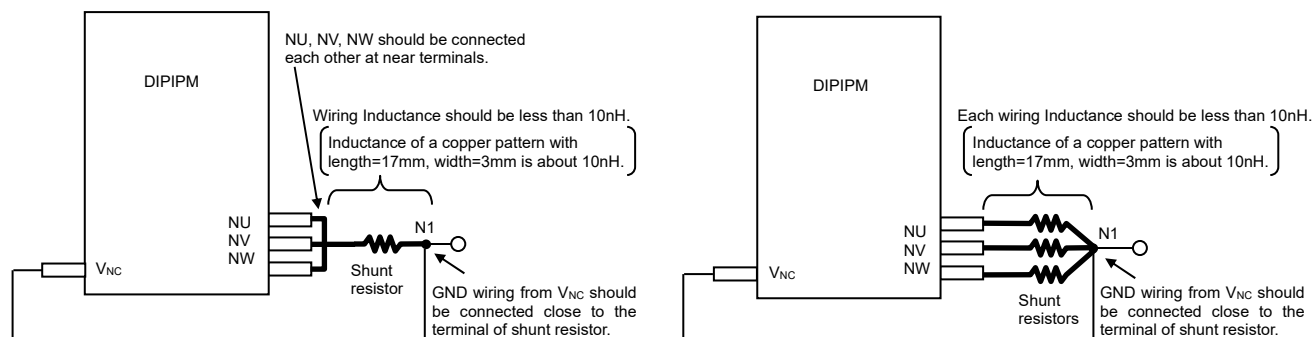 NU, NV, NW should be connected
each other at near terminals.
DIPIPM
Wiring Inductance should be less than 10nH.
Inductance of a copper pattern with
length=17mm, width=3mm is about 10nH.
NU
NV
NW
N1
VNC
Shunt
resistor
GND wiring from VNC should
be connected close to the
terminal of shunt resistor.
DIPIPM
Each wiring Inductance should be less than 10nH.
Inductance of a copper pattern with
length=17mm, width=3mm is about 10nH.
NU
NV
NW
N1
VNC
Shunt
resistors
GND wiring from VNC should
be connected close to the
terminal of shunt resistor.